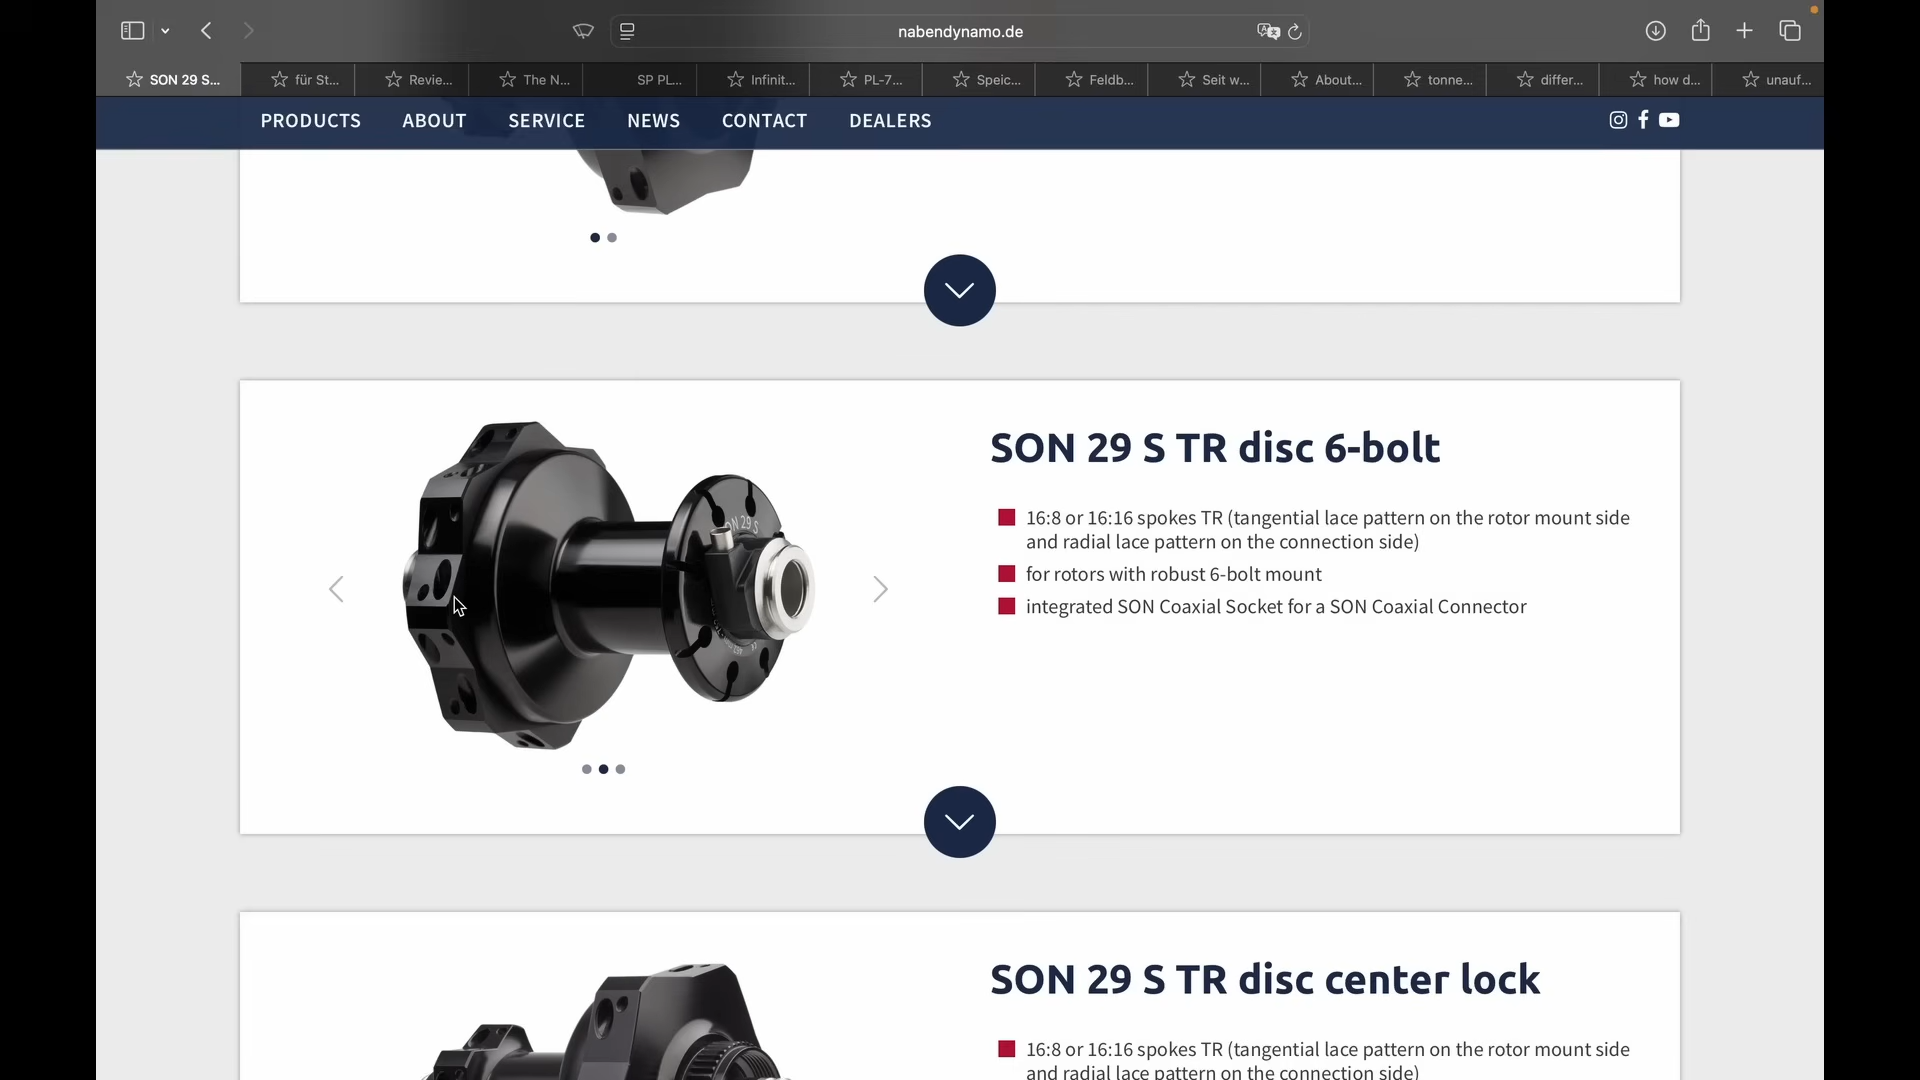 nabendynamo.de
SON 29 S...
für St...
Revie...
The N...
SP PL...
Infinit...
PL-7...
Speic...
Feldb...
Seit w...
About...
tonne...
differ...
how d...
unauf...
PRODUCTS ABOUT SERVICE NEWS CONTACT DEALERS
SON 29 S TR disc 6-bolt
16:8 or 16:16 spokes TR (tangential lace pattern on the rotor mount side
and radial lace pattern on the connection side)
for rotors with robust 6-bolt mount
integrated SON Coaxial Socket for a SON Coaxial Connector
SON 29 S TR disc center lock
16:8 or 16:16 spokes TR (tangential lace pattern on the rotor mount side
and radial lace pattern on the connection side)